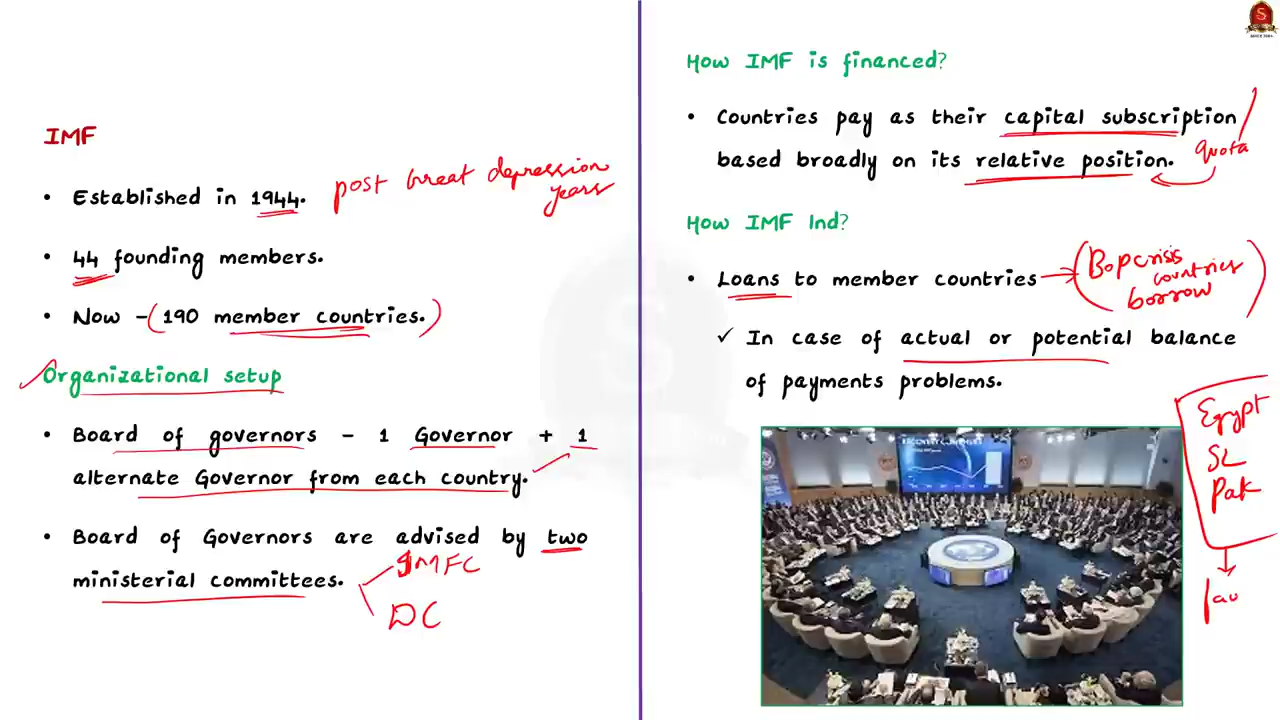 IMF
• Established in 1944. post Great depression
years
• 44 founding members.
• Now - (190 member countries.)
Organizational setup
• Board of governors - 1 Governor + 1
alternate Governor from each country.
• Board of Governors are advised by two
ministerial committees.
IMFC
DC
How IMF is financed?
• Countries pay as their capital subscription
based broadly on its relative position.
quota
How IMF lnd?
• Loans to member countries
BoP crisis
countries
borrow
✓ In case of actual or potential balance
of payments problems.
Egypt
SL
Pak
S